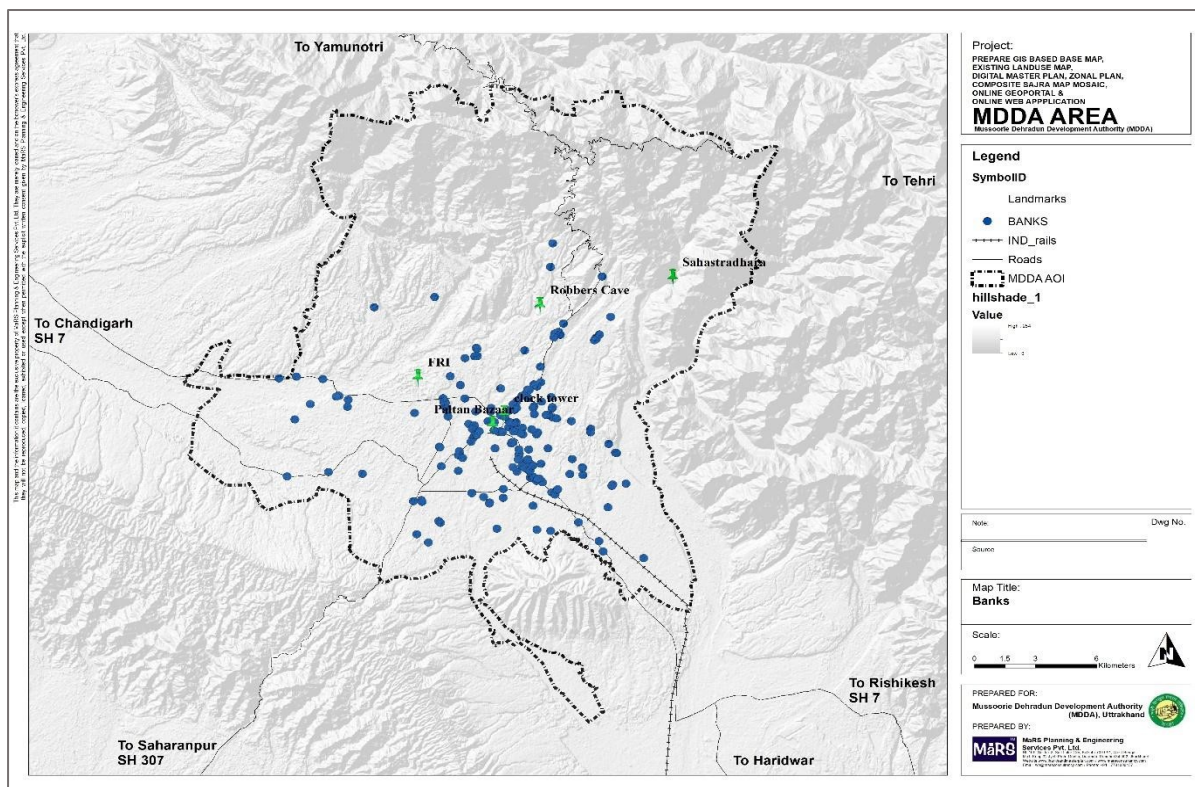 To Yamunotri
To Tehri
Sahastradhara
Robbers Cave
To Chandigarh
SH 7
FRI
clock tower
Paltan Bazaar
To Rishikesh
SH 7
To Saharanpur
SH 307
To Haridwar
Project:
PREPARE GIS BASED BASE MAP,
EXISTING LANDUSE MAP,
DIGITAL MASTER PLAN, ZONAL PLAN,
COMPOSITE SAJRA MAP MOSAIC,
ONLINE GEOPORTAL &
ONLINE WEB APPPLICATION
MDDA AREA
Mussoorie Dehradun Development Authority (MDDA)
Legend
SymbolID
Landmarks
BANKS
IND_rails
Roads
MDDA AOI
hillshade_1
Value
High : 254
Low : 0
Note:
Dwg No.
Source
Map Title:
Banks
Scale:
0 1.5 3 6
Kilometers
N
PREPARED FOR:
Mussoorie Dehradun Development Authority
(MDDA), Uttrakhand
PREPARED BY:
MaRS
MaRS Planning & Engineering
Services Pvt. Ltd.